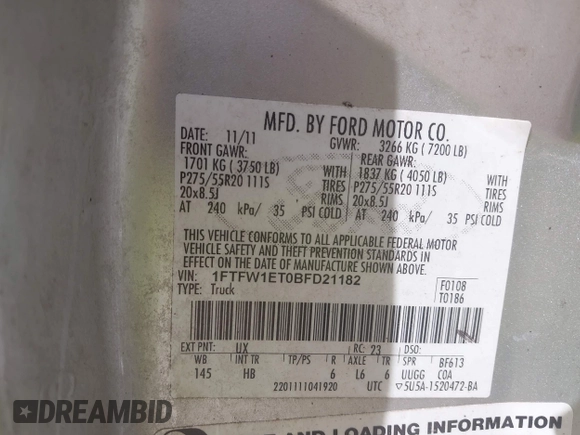 MFD. BY FORD MOTOR CO.
DATE: 11/11 GVWR: 3266 KG ( 7200 LB)
FRONT GAWR: REAR GAWR:
1701 KG ( 3750 LB) WITH 1837 KG ( 4050 LB) WITH
P275/55R20 111S TIRES P275/55R20 111S TIRES
20x8.5J RIMS 20x8.5J RIMS
AT 240 kPa/ 35 PSI COLD AT 240 kPa/ 35 PSI COLD
THIS VEHICLE CONFORMS TO ALL APPLICABLE FEDERAL MOTOR
VEHICLE SAFETY AND THEFT PREVENTION STANDARDS IN
EFFECT ON THE DATE OF MANUFACTURE SHOWN ABOVE.
VIN: 1FTFW1ET0BFD21182 F0108
TYPE: Truck T0186
EXT PNT: UX RC: 23 DSO:
WB INT TR TP/PS R AXLE TR SPR BF613
145 HB 6 L6 6 UUGG COA
2201111041920 UTC ▽5U5A-1520472-BA
AND LOADING INFORMATION
DREAMBID